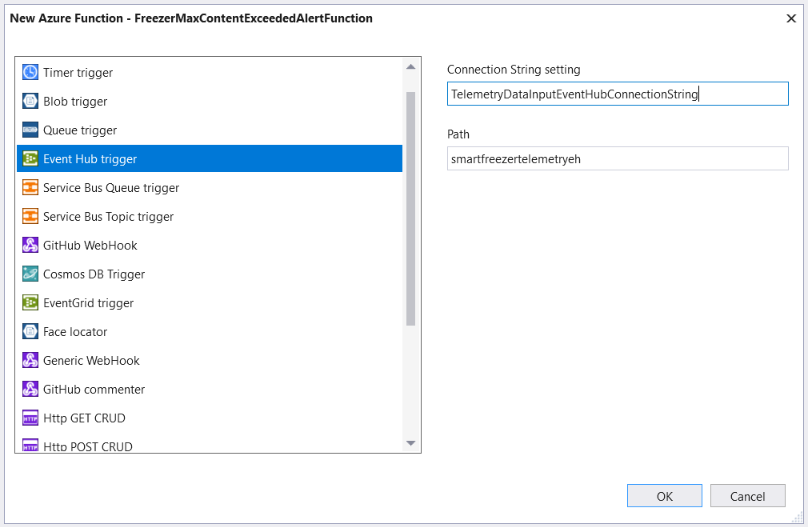 New Azure Function - FreezerMaxContentExceededAlertFunction
Timer trigger
Blob trigger
Queue trigger
Event Hub trigger
Service Bus Queue trigger
Service Bus Topic trigger
GitHub WebHook
Cosmos DB Trigger
EventGrid trigger
Face locator
Generic WebHook
GitHub commenter
Http GET CRUD
Http POST CRUD
Connection String setting
TelemetryDataInputEventHubConnectionString
Path
smartfreezertelemetryeh
OK
Cancel